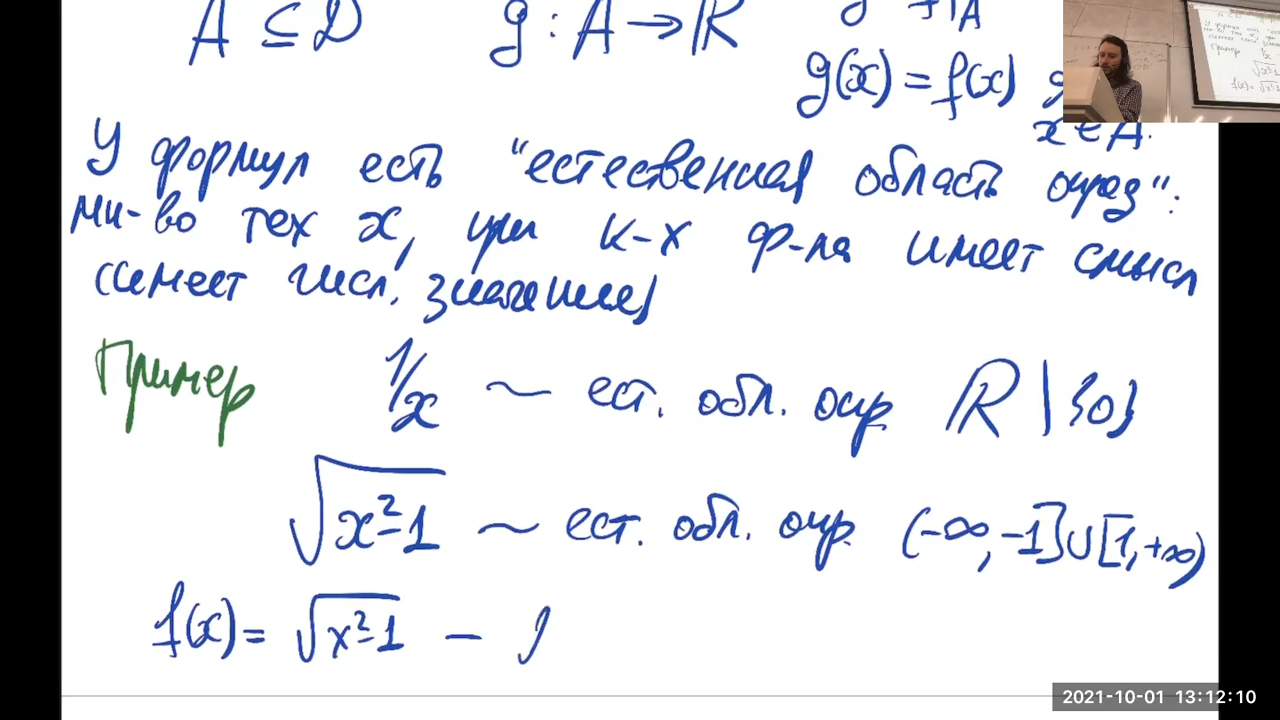 A ⊆ D g : A → ℝ
g(x) = f(x)
x ∈ A.
У формул есть "естественная область опред":
мн-во тех x, при к-х ф-ла имеет смысл
(имеет числ. значение)
Пример 1/x ~ ест. обл. опр. ℝ \ {0}
√(x²-1) ~ ест. обл. опр. (-∞, -1] ∪ [1, +∞)
f(x) = √(x²-1) -
2021-10-01 13:12:10